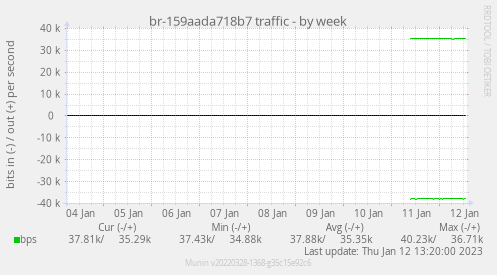 br-159aada718b7 traffic - by week
RRDTOOL / TOBI OETIKER
bits in (-) / out (+) per second
40 k
30 k
20 k
10 k
0
-10 k
-20 k
-30 k
-40 k
04 Jan 05 Jan 06 Jan 07 Jan 08 Jan 09 Jan 10 Jan 11 Jan 12 Jan
Cur (-/+) Min (-/+) Avg (-/+) Max (-/+)
bps 37.81k/ 35.29k 37.43k/ 34.88k 37.88k/ 35.35k 40.23k/ 36.71k
Last update: Thu Jan 12 13:20:00 2023
Munin v20220328-1368-g35c15e92c6